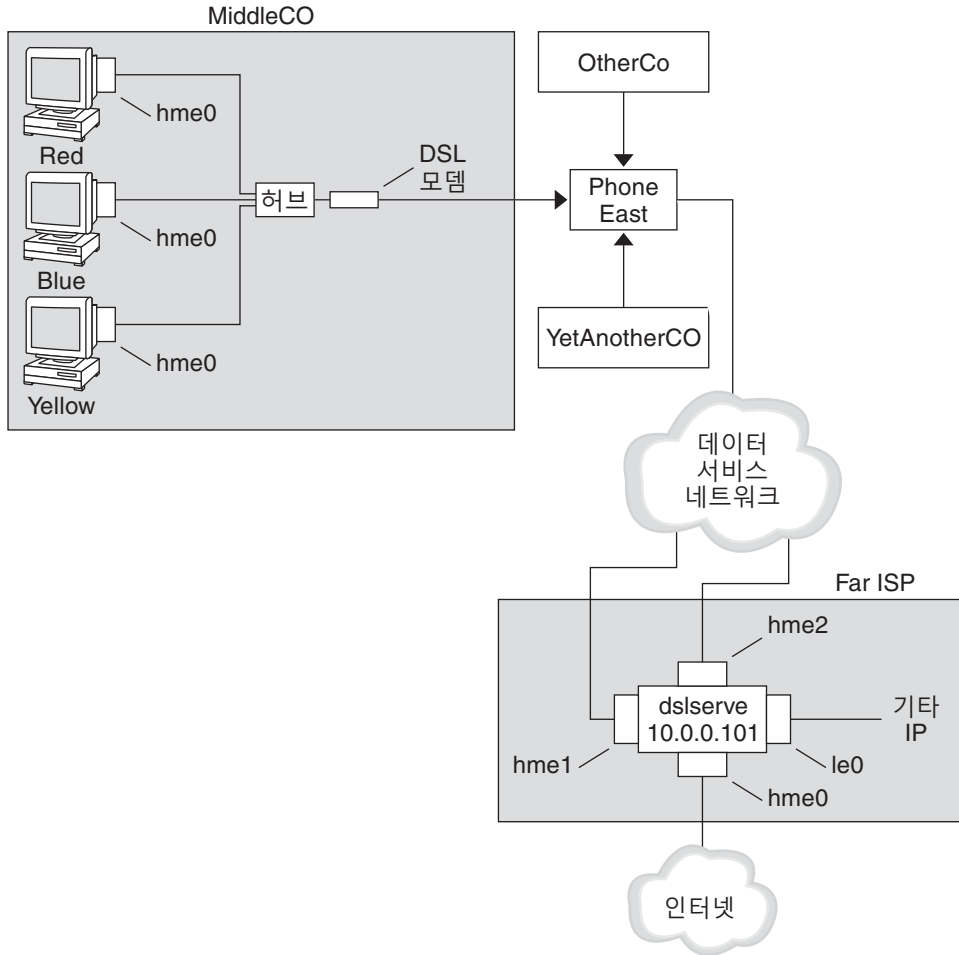 MiddleCO
hme0
Red
hme0
Blue
hme0
Yellow
허브
DSL
모뎀
OtherCo
Phone
East
YetAnotherCO
데이터
서비스
네트워크
Far ISP
hme2
dslserve
10.0.0.101
hme1
le0
hme0
기타
IP
인터넷